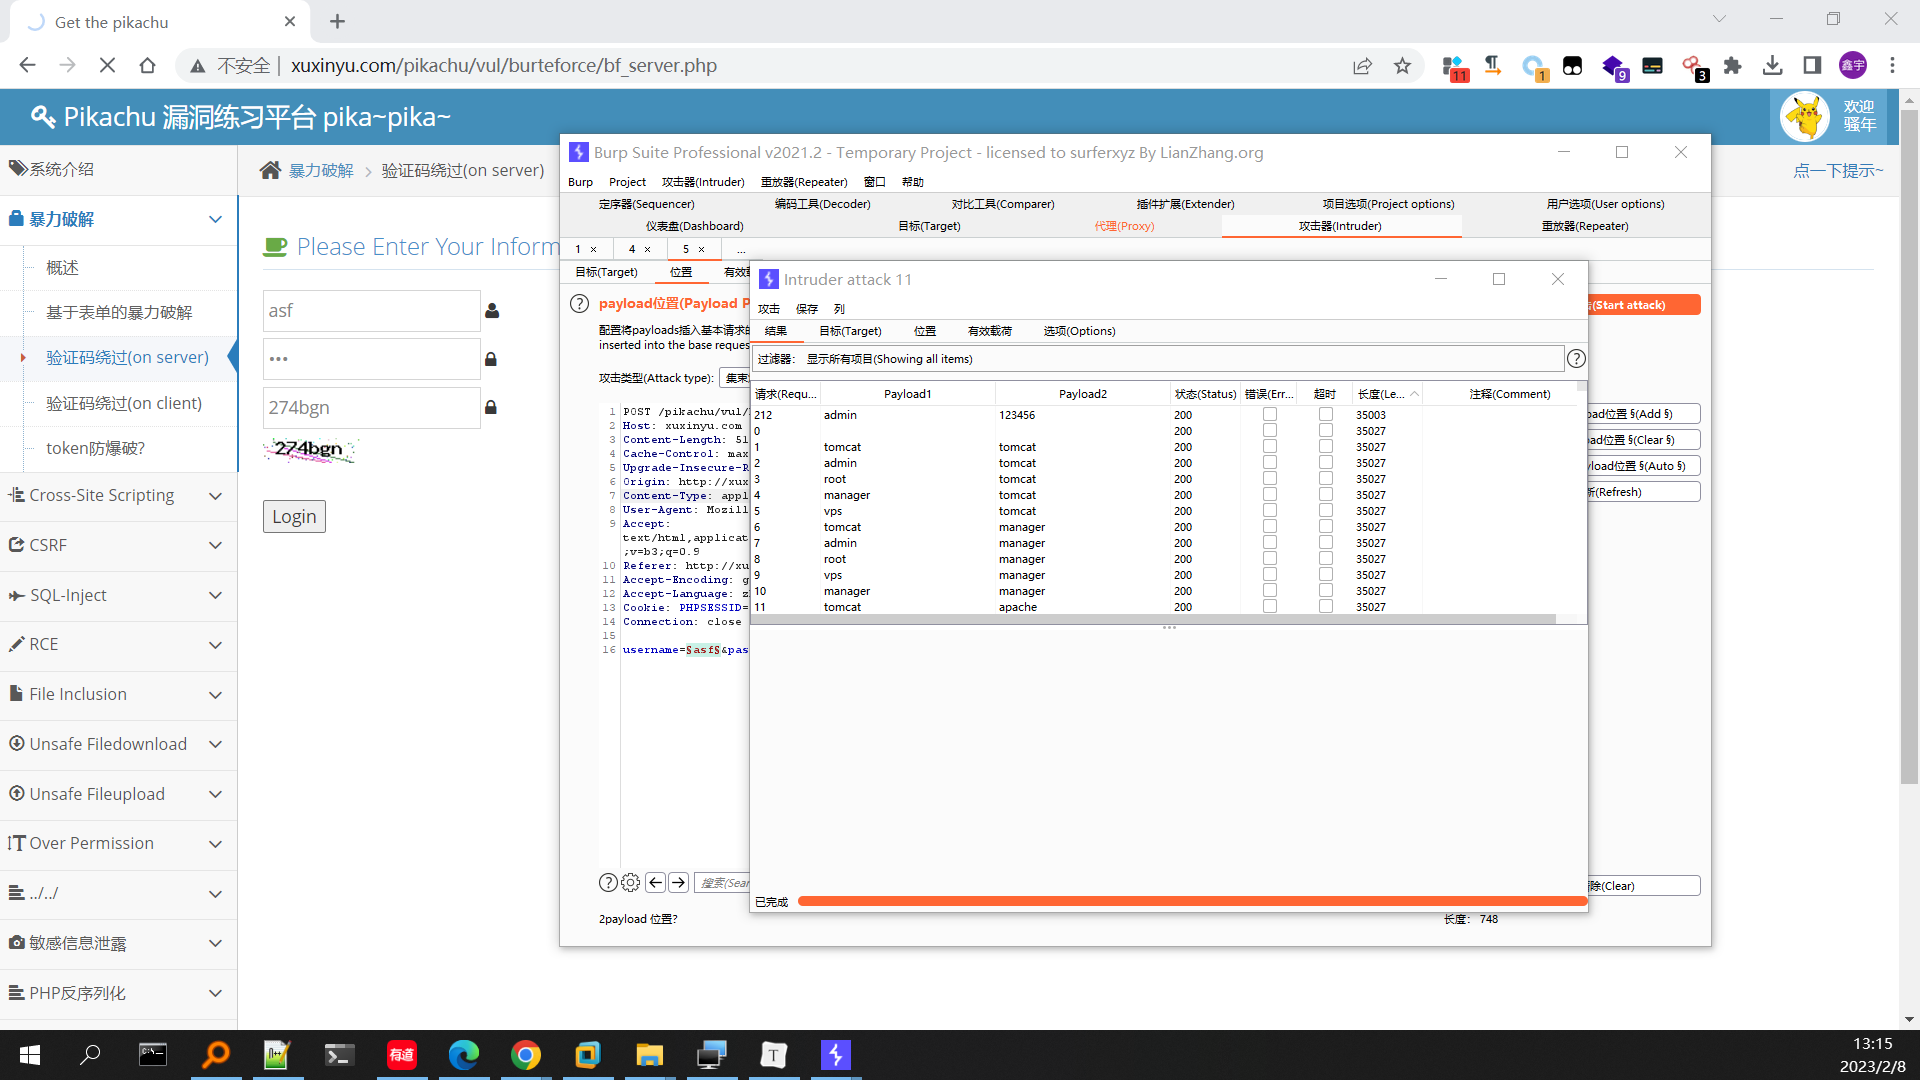 Get the pikachu
不安全 | xuxinyu.com/pikachu/vul/burteforce/bf_server.php
11
1
9
3
鑫宇
Pikachu 漏洞练习平台 pika~pika~
欢迎
骚年
系统介绍
暴力破解
概述
基于表单的暴力破解
验证码绕过(on server)
验证码绕过(on client)
token防爆破?
Cross-Site Scripting
CSRF
SQL-Inject
RCE
File Inclusion
Unsafe Filedownload
Unsafe Fileupload
Over Permission
../../
敏感信息泄露
PHP反序列化
暴力破解 > 验证码绕过(on server)
点一下提示~
Please Enter Your Inform
asf
•••
274bgn
274bgn
Login
Burp Suite Professional v2021.2 - Temporary Project - licensed to surferxyz By LianZhang.org
Burp Project 攻击器(Intruder) 重放器(Repeater) 窗口 帮助
定序器(Sequencer) 编码工具(Decoder) 对比工具(Comparer) 插件扩展(Extender) 项目选项(Project options) 用户选项(User options)
仪表盘(Dashboard) 目标(Target) 代理(Proxy) 攻击器(Intruder) 重放器(Repeater)
1 × 4 × 5 × ...
目标(Target) 位置
payload位置(Payload P
(Start attack)
配置将payloads插入基本请求的
inserted into the base reques
攻击类型(Attack type): 集束
1 POST /pikachu/vul/
2 Host: xuxinyu.com
3 Content-Length: 51
4 Cache-Control: max
5 Upgrade-Insecure-R
6 Origin: http://xux
7 Content-Type: appl
8 User-Agent: Mozill
9 Accept:
text/html,applicat
;v=b3;q=0.9
10 Referer: http://xu
11 Accept-Encoding: g
12 Accept-Language: z
13 Cookie: PHPSESSID=
14 Connection: close
15
16 username=§asf§&pas
oad位置 §(Add §)
oad位置 §(Clear §)
yload位置 §(Auto §)
(Refresh)
搜索(Sear
(Clear)
2payload 位置?
长度: 748
Intruder attack 11
攻击 保存 列
结果 目标(Target) 位置 有效载荷 选项(Options)
过滤器: 显示所有项目(Showing all items)
请求(Requ... Payload1 Payload2 状态(Status) 错误(Err... 超时 长度(Le... 注释(Comment)
212 admin 123456 200 35003
0 200 35027
1 tomcat tomcat 200 35027
2 admin tomcat 200 35027
3 root tomcat 200 35027
4 manager tomcat 200 35027
5 vps tomcat 200 35027
6 tomcat manager 200 35027
7 admin manager 200 35027
8 root manager 200 35027
9 vps manager 200 35027
10 manager manager 200 35027
11 tomcat apache 200 35027
已完成
有道
13:15
2023/2/8